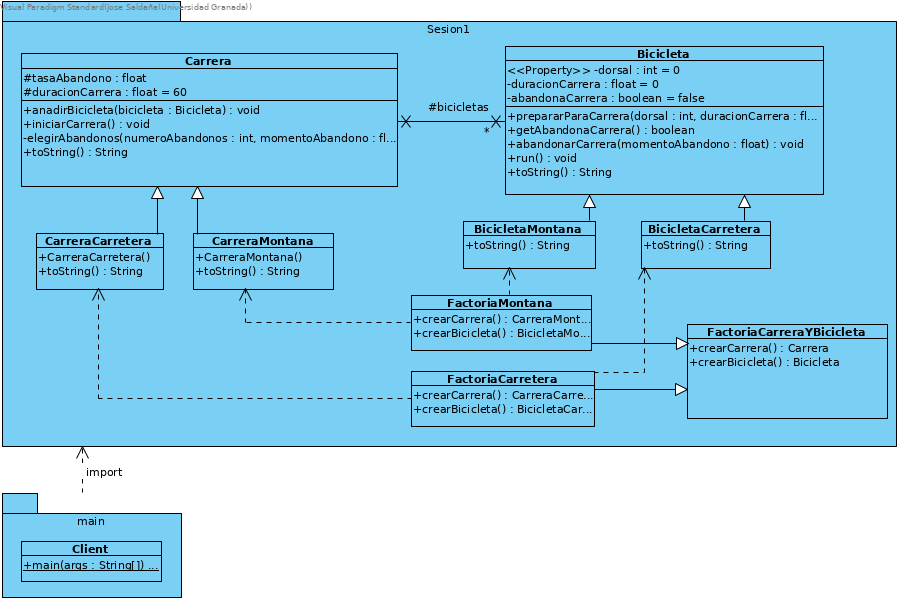 Visual Paradigm Standard(Jose Saldaña(Universidad Granada))
Sesion1
Carrera
#tasaAbandono : float
#duracionCarrera : float = 60
+anadirBicicleta(bicicleta : Bicicleta) : void
+iniciarCarrera() : void
-elegirAbandonos(numeroAbandonos : int, momentoAbandono : fl...
+toString() : String
#bicicletas
*
Bicicleta
<<Property>> -dorsal : int = 0
-duracionCarrera : float = 0
-abandonaCarrera : boolean = false
+prepararParaCarrera(dorsal : int, duracionCarrera : fl...
+getAbandonaCarrera() : boolean
+abandonarCarrera(momentoAbandono : float) : void
+run() : void
+toString() : String
CarreraCarretera
+CarreraCarretera()
+toString() : String
CarreraMontana
+CarreraMontana()
+toString() : String
BicicletaMontana
+toString() : String
BicicletaCarretera
+toString() : String
FactoriaMontana
+crearCarrera() : CarreraMont...
+crearBicicleta() : BicicletaMo...
FactoriaCarreraYBicicleta
+crearCarrera() : Carrera
+crearBicicleta() : Bicicleta
FactoriaCarretera
+crearCarrera() : CarreraCarre...
+crearBicicleta() : BicicletaCar...
import
main
Client
+main(args : String[]) ...